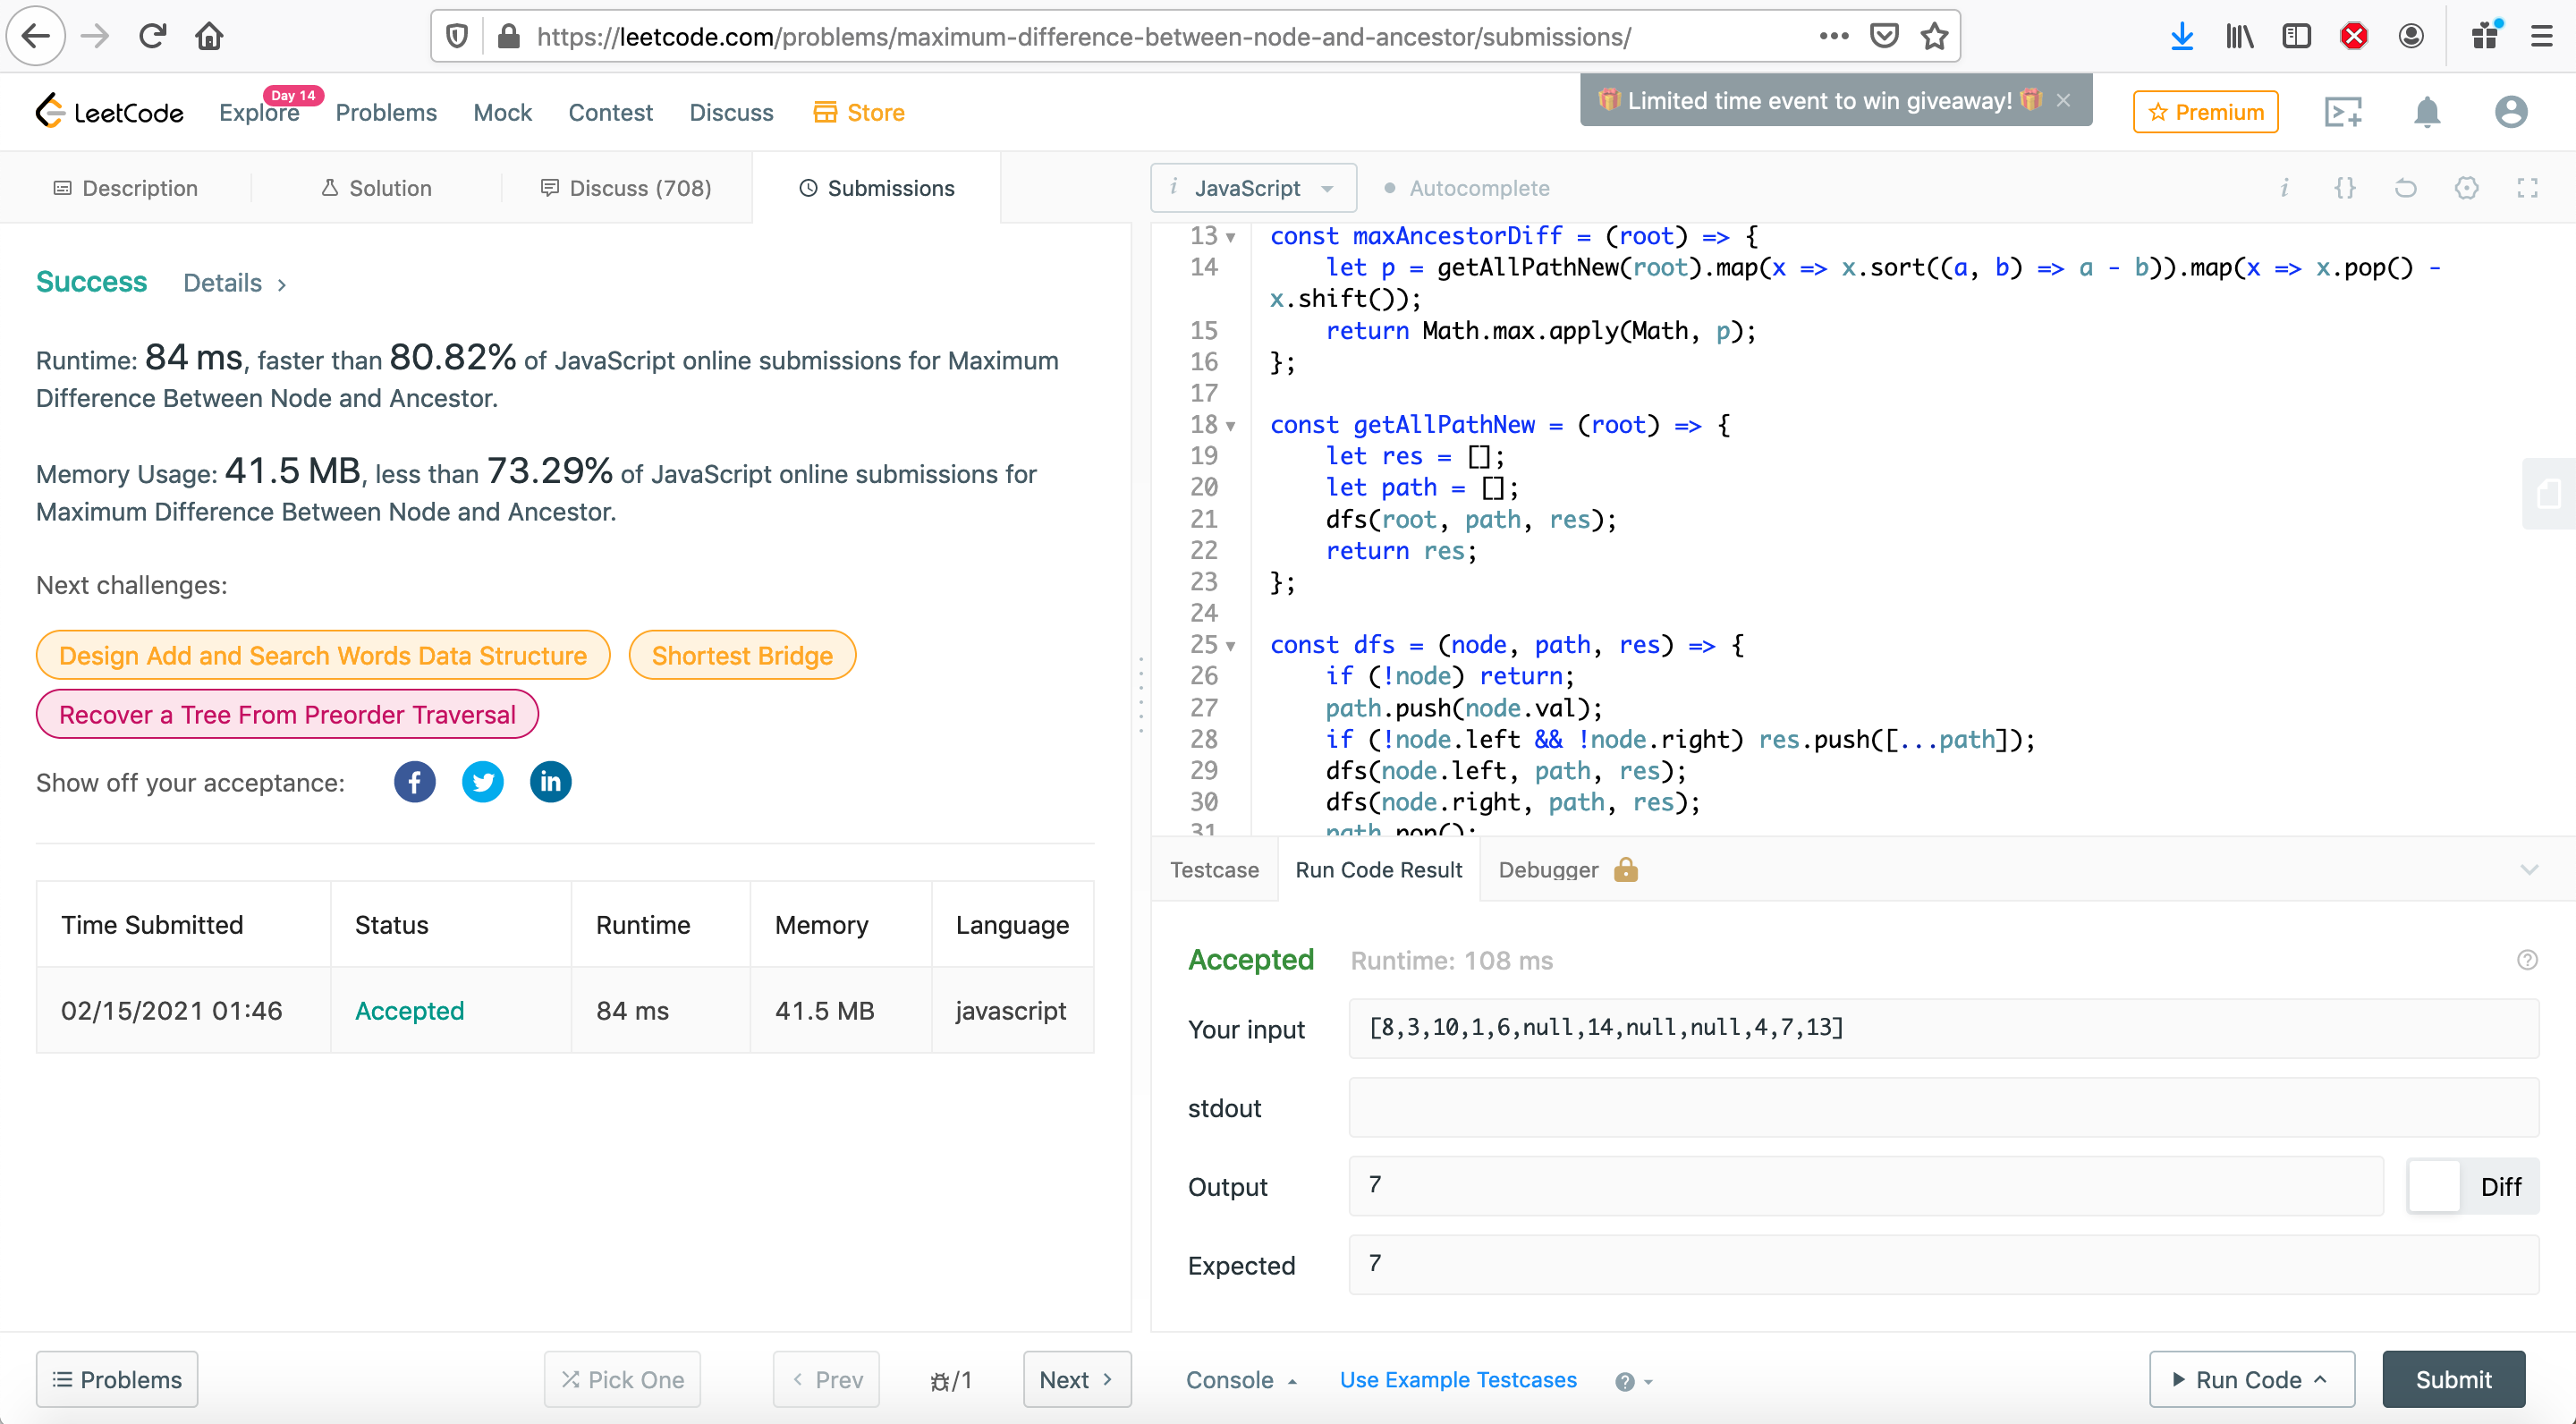 https://leetcode.com/problems/maximum-difference-between-node-and-ancestor/submissions/
LeetCode
Explore
Day 14
Problems
Mock
Contest
Discuss
Store
Limited time event to win giveaway!
Premium
Description
Solution
Discuss (708)
Submissions
Success
Details >
Runtime: 84 ms, faster than 80.82% of JavaScript online submissions for Maximum
Difference Between Node and Ancestor.
Memory Usage: 41.5 MB, less than 73.29% of JavaScript online submissions for
Maximum Difference Between Node and Ancestor.
Next challenges:
Design Add and Search Words Data Structure
Shortest Bridge
Recover a Tree From Preorder Traversal
Show off your acceptance:
Time Submitted
Status
Runtime
Memory
Language
02/15/2021 01:46
Accepted
84 ms
41.5 MB
javascript
i JavaScript
Autocomplete
13 const maxAncestorDiff = (root) => {
14 let p = getAllPathNew(root).map(x => x.sort((a, b) => a - b)).map(x => x.pop() -
x.shift());
15 return Math.max.apply(Math, p);
16 };
17
18 const getAllPathNew = (root) => {
19 let res = [];
20 let path = [];
21 dfs(root, path, res);
22 return res;
23 };
24
25 const dfs = (node, path, res) => {
26 if (!node) return;
27 path.push(node.val);
28 if (!node.left && !node.right) res.push([...path]);
29 dfs(node.left, path, res);
30 dfs(node.right, path, res);
31 path.pop();
Testcase
Run Code Result
Debugger
Accepted
Runtime: 108 ms
Your input
[8,3,10,1,6,null,14,null,null,4,7,13]
stdout
Output
7
Diff
Expected
7
Problems
Pick One
Prev
/1
Next
Console
Use Example Testcases
Run Code
Submit